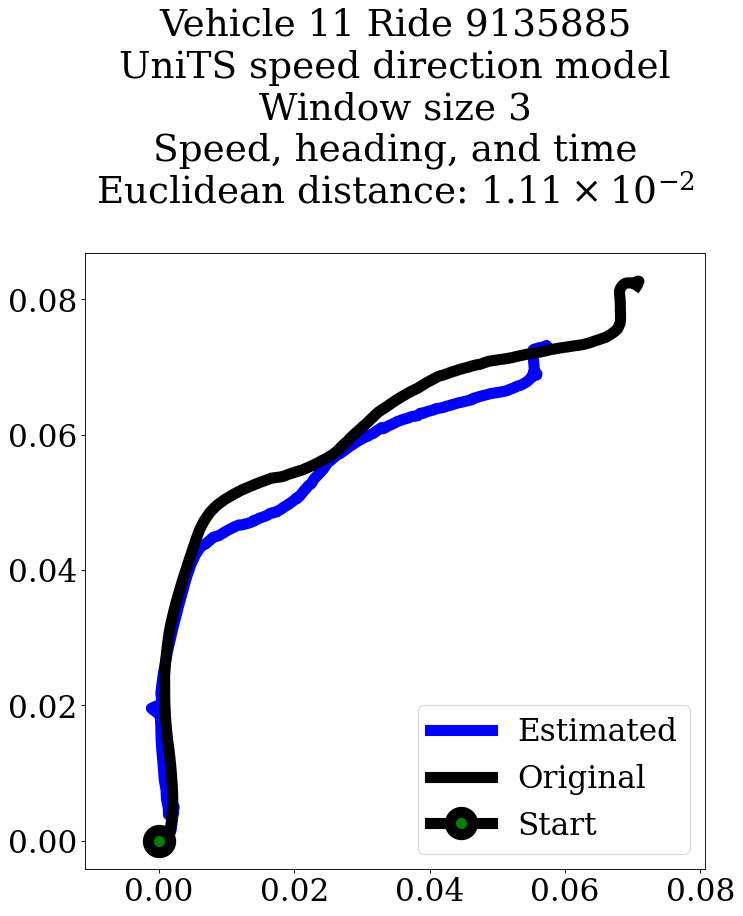 Vehicle 11 Ride 9135885
UniTS speed direction model
Window size 3
Speed, heading, and time
Euclidean distance: 1.11 × 10⁻²
0.08
0.06
0.04
0.02
0.00
Estimated
Original
Start
0.00 0.02 0.04 0.06 0.08